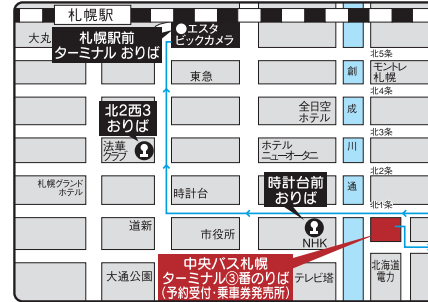 札幌駅
大丸
札幌駅前
ターミナル おりば
エスタ
ビックカメラ
東急
北5条
創
モントレ
札幌
北4条
北2西3
おりば
全日空
ホテル
成
北3条
法華
クラブ
ホテル
ニューオータニ
川
北2条
札幌グランド
ホテル
時計台
時計台前
おりば
通
北1条
道新
市役所
NHK
中央バス札幌
ターミナル③番のりば
(予約受付・乗車券発売所)
大通公園
テレビ塔
北海道
電力